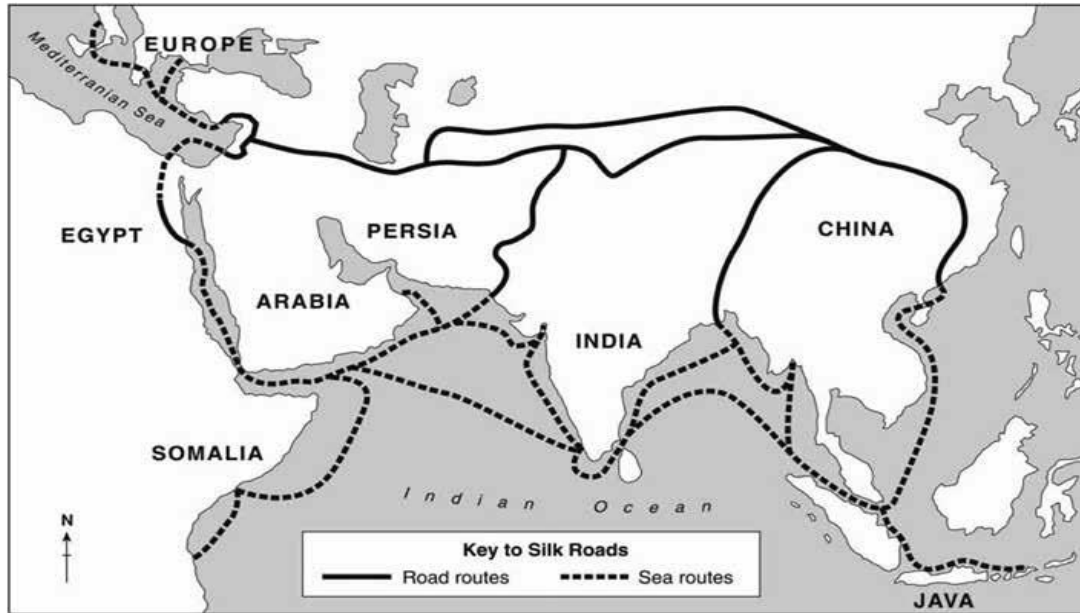 EUROPE
Mediterranean Sea
EGYPT
PERSIA
CHINA
ARABIA
INDIA
SOMALIA
Indian Ocean
N
Key to Silk Roads
Road routes
Sea routes
JAVA